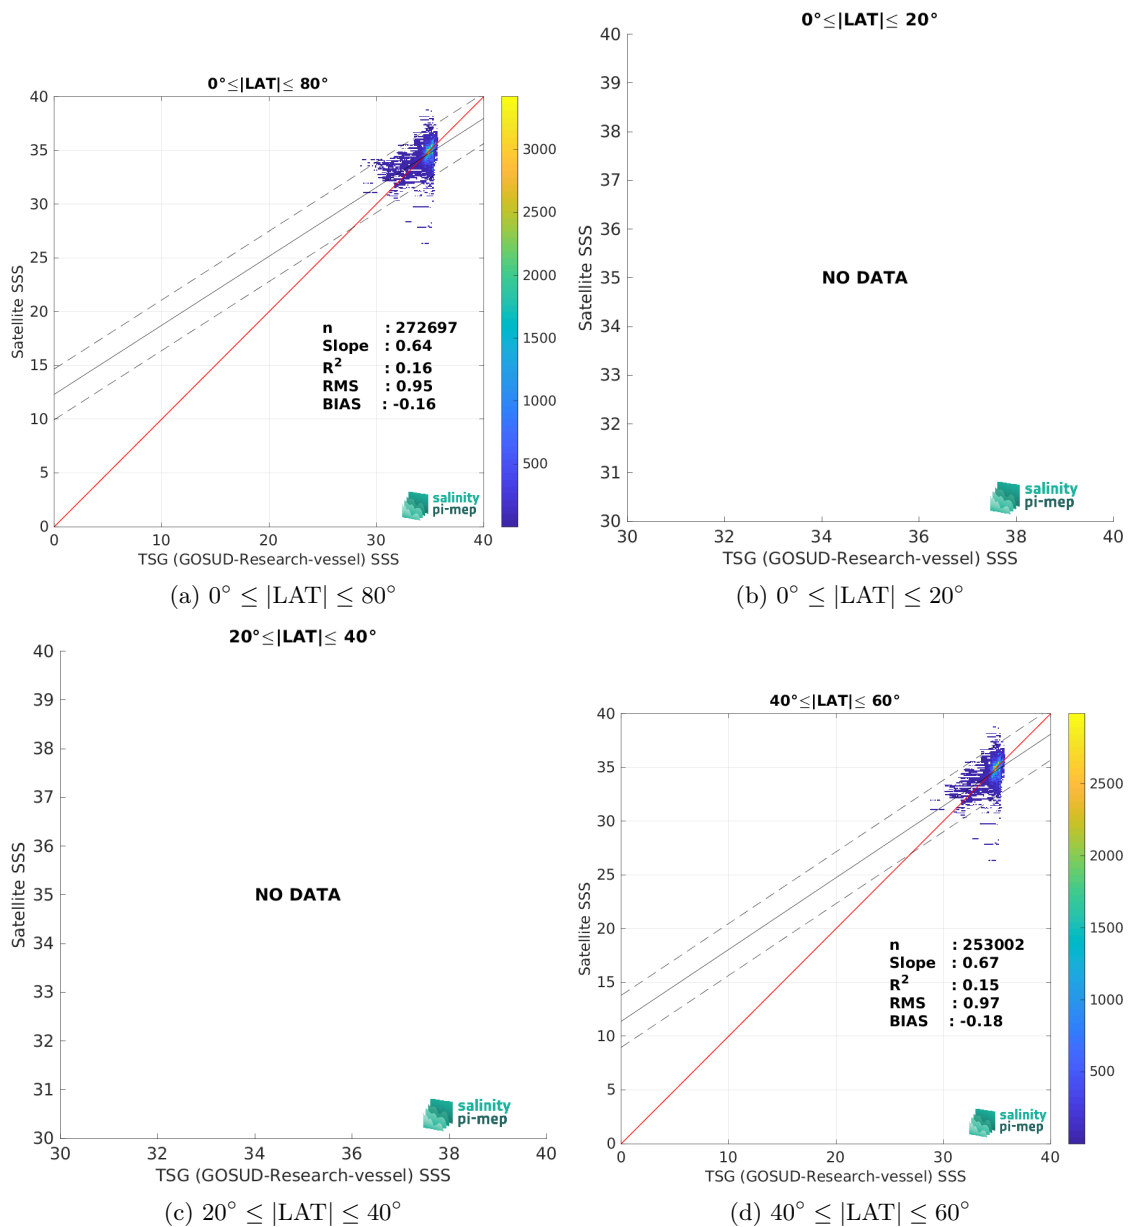 0°≤|LAT|≤ 80°
40
35
30
25
20
15
10
5
0
0
10
20
30
40
3000
2500
2000
1500
1000
500
Satellite SSS
TSG (GOSUD-Research-vessel) SSS
n : 272697
Slope : 0.64
R² : 0.16
RMS : 0.95
BIAS : -0.16
salinity
pi-mep
(a) 0° ≤ |LAT| ≤ 80°
0°≤|LAT|≤ 20°
40
39
38
37
36
35
34
33
32
31
30
30
32
34
36
38
40
Satellite SSS
TSG (GOSUD-Research-vessel) SSS
NO DATA
salinity
pi-mep
(b) 0° ≤ |LAT| ≤ 20°
20°≤|LAT|≤ 40°
40
39
38
37
36
35
34
33
32
31
30
30
32
34
36
38
40
Satellite SSS
TSG (GOSUD-Research-vessel) SSS
NO DATA
salinity
pi-mep
(c) 20° ≤ |LAT| ≤ 40°
40°≤|LAT|≤ 60°
40
35
30
25
20
15
10
5
0
0
10
20
30
40
2500
2000
1500
1000
500
Satellite SSS
TSG (GOSUD-Research-vessel) SSS
n : 253002
Slope : 0.67
R² : 0.15
RMS : 0.97
BIAS : -0.18
salinity
pi-mep
(d) 40° ≤ |LAT| ≤ 60°